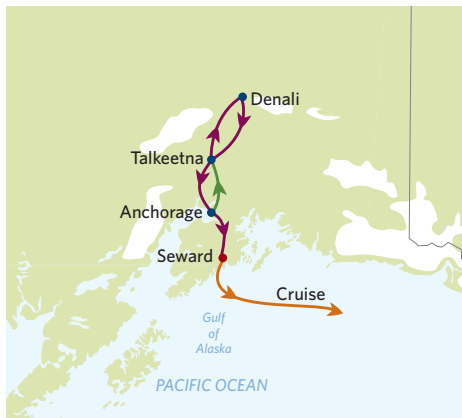 Denali
Talkeetna
Anchorage
Seward
Cruise
Gulf
of
Alaska
PACIFIC OCEAN